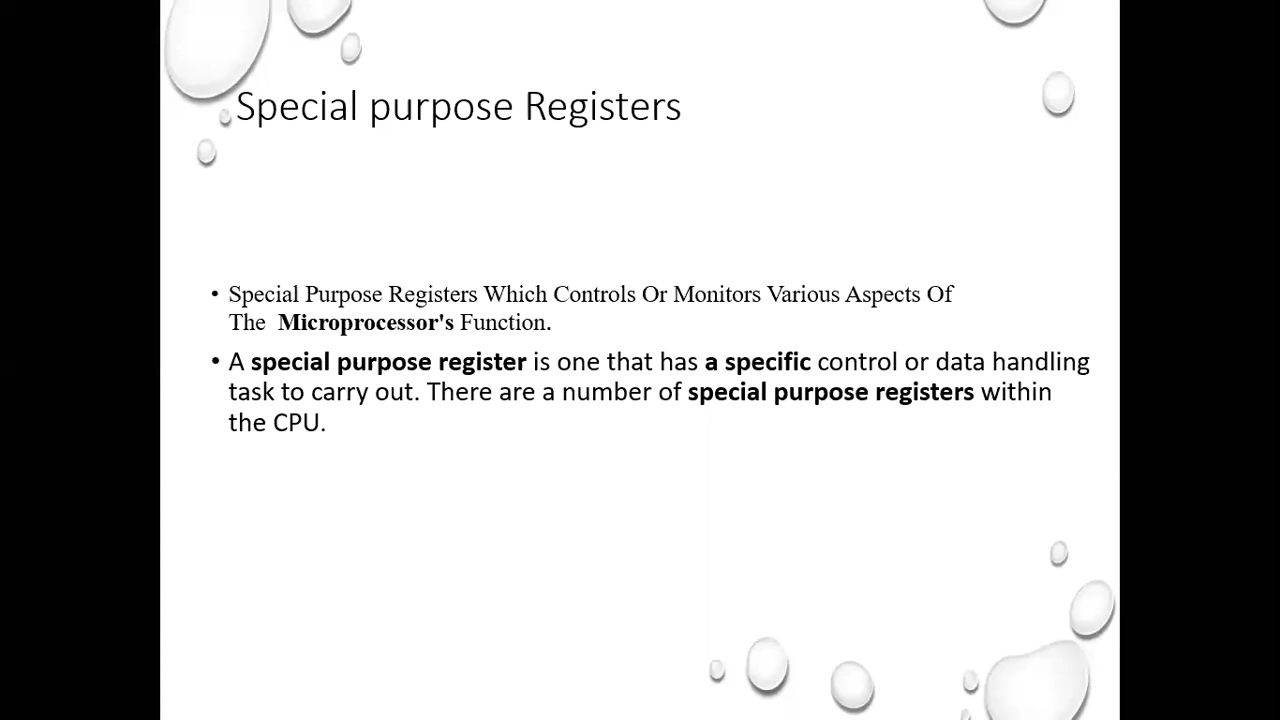 Special purpose Registers
• Special Purpose Registers Which Controls Or Monitors Various Aspects Of
The  Microprocessor's Function.
• A special purpose register is one that has a specific control or data handling
task to carry out. There are a number of special purpose registers within
the CPU.